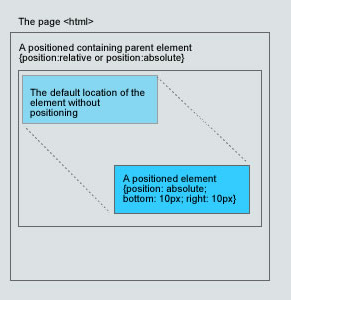 The page <html>
A positioned containing parent element
{position:relative or position:absolute}
The default location of the
element without
positioning
A positioned element
{position: absolute;
bottom: 10px; right: 10px}